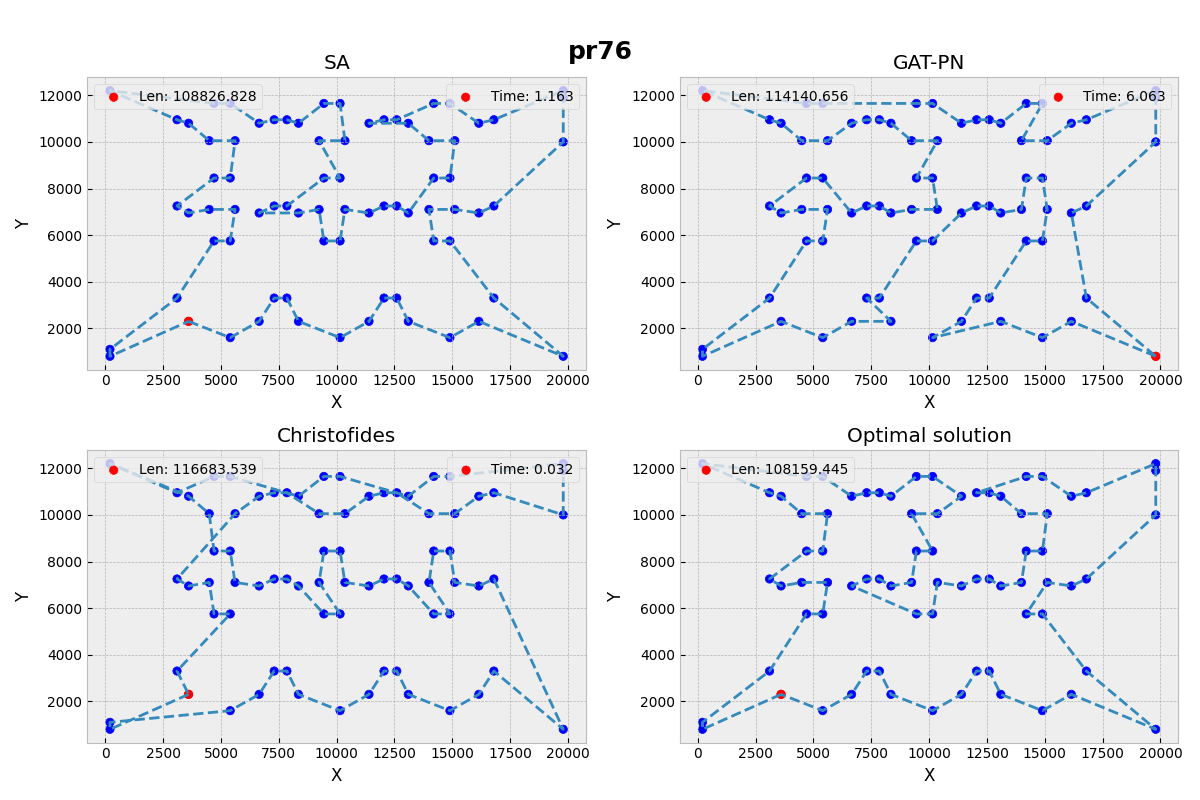 pr76
SA
GAT-PN
Len: 108826.828
Time: 1.163
Len: 114140.656
Time: 6.063
12000
10000
8000
6000
4000
2000
Y
12000
10000
8000
6000
4000
2000
Y
0 2500 5000 7500 10000 12500 15000 17500 20000
0 2500 5000 7500 10000 12500 15000 17500 20000
X
X
Christofides
Optimal solution
Len: 116683.539
Time: 0.032
Len: 108159.445
12000
10000
8000
6000
4000
2000
Y
12000
10000
8000
6000
4000
2000
Y
0 2500 5000 7500 10000 12500 15000 17500 20000
0 2500 5000 7500 10000 12500 15000 17500 20000
X
X